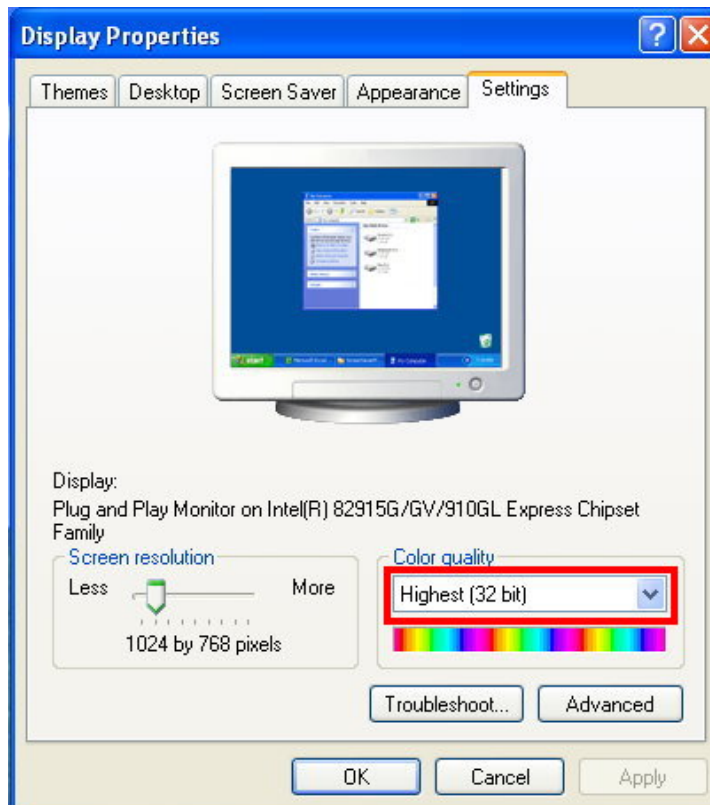 Display Properties
Themes Desktop Screen Saver Appearance Settings
start
Display:
Plug and Play Monitor on Intel(R) 82915G/GV/910GL Express Chipset
Family
Screen resolution
Less More
1024 by 768 pixels
Color quality
Highest (32 bit)
Troubleshoot... Advanced
OK Cancel Apply